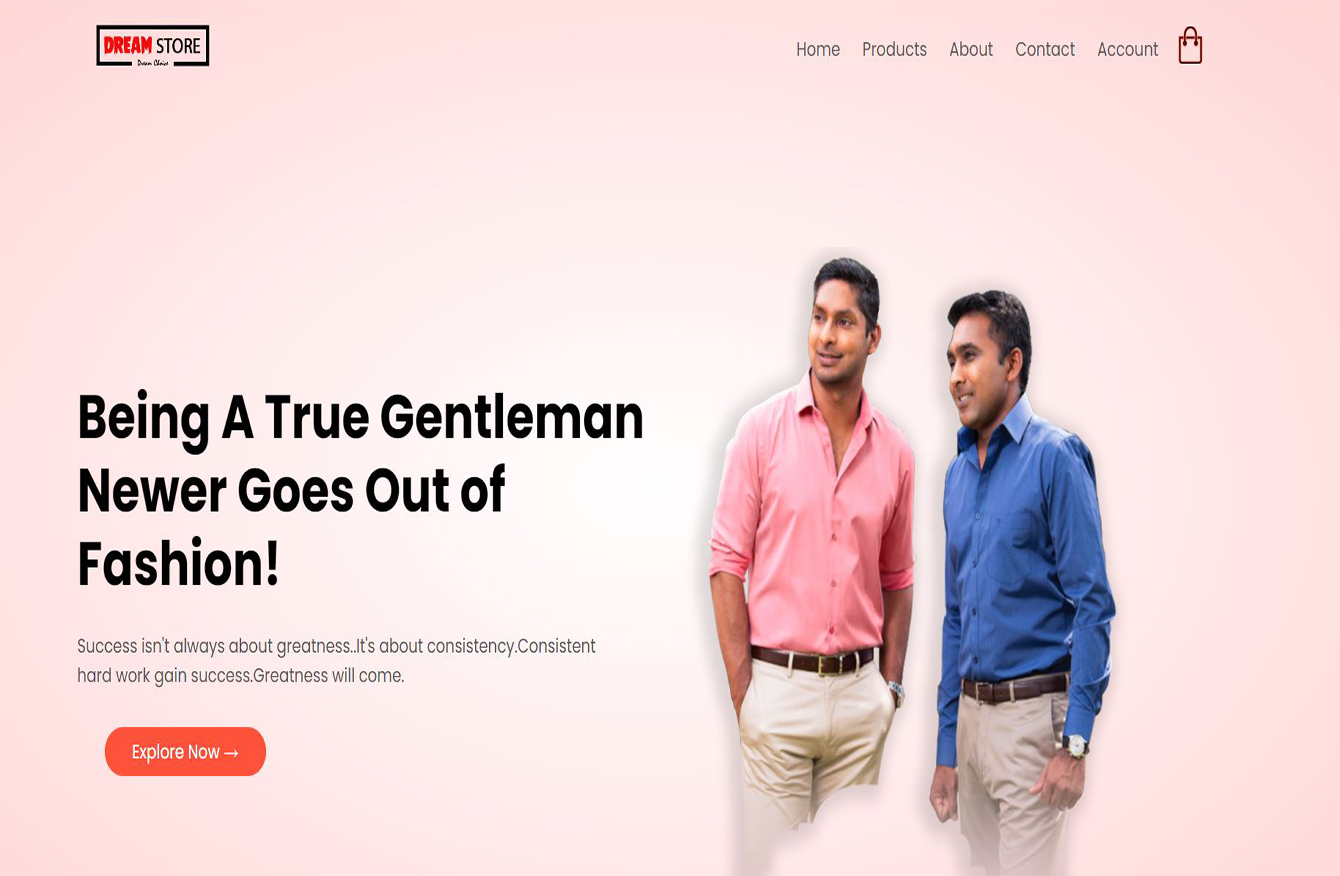 DREAM STORE
Dream Choice
Home Products About Contact Account
Being A True Gentleman
Newer Goes Out of
Fashion!
Success isn't always about greatness..It's about consistency.Consistent
hard work gain success.Greatness will come.
Explore Now →